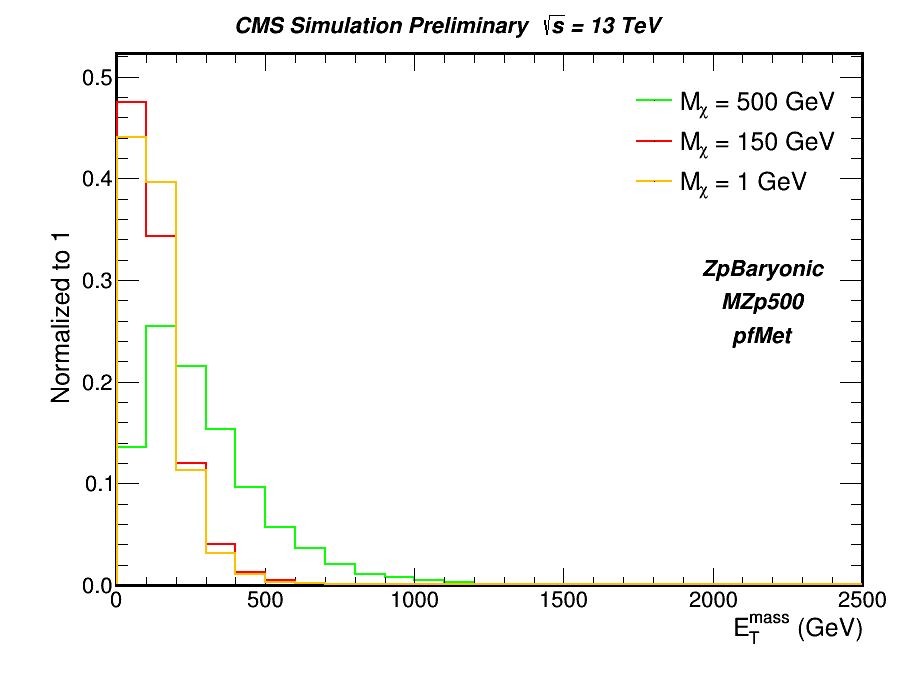 CMS Simulation Preliminary √s = 13 TeV
0.5
0.4
0.3
0.2
0.1
0.0
Normalized to 1
M_χ = 500 GeV
M_χ = 150 GeV
M_χ = 1 GeV
ZpBaryonic
MZp500
pfMet
0 500 1000 1500 2000 2500
E_T^mass (GeV)